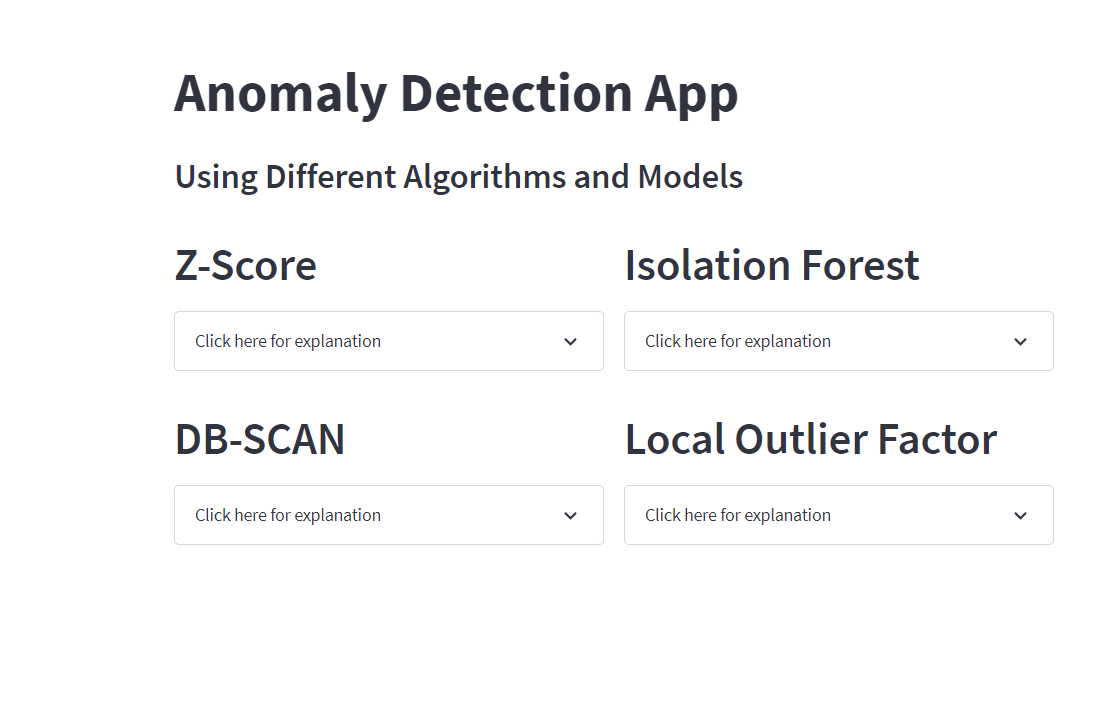 Anomaly Detection App
Using Different Algorithms and Models
Z-Score
Click here for explanation
Isolation Forest
Click here for explanation
DB-SCAN
Click here for explanation
Local Outlier Factor
Click here for explanation